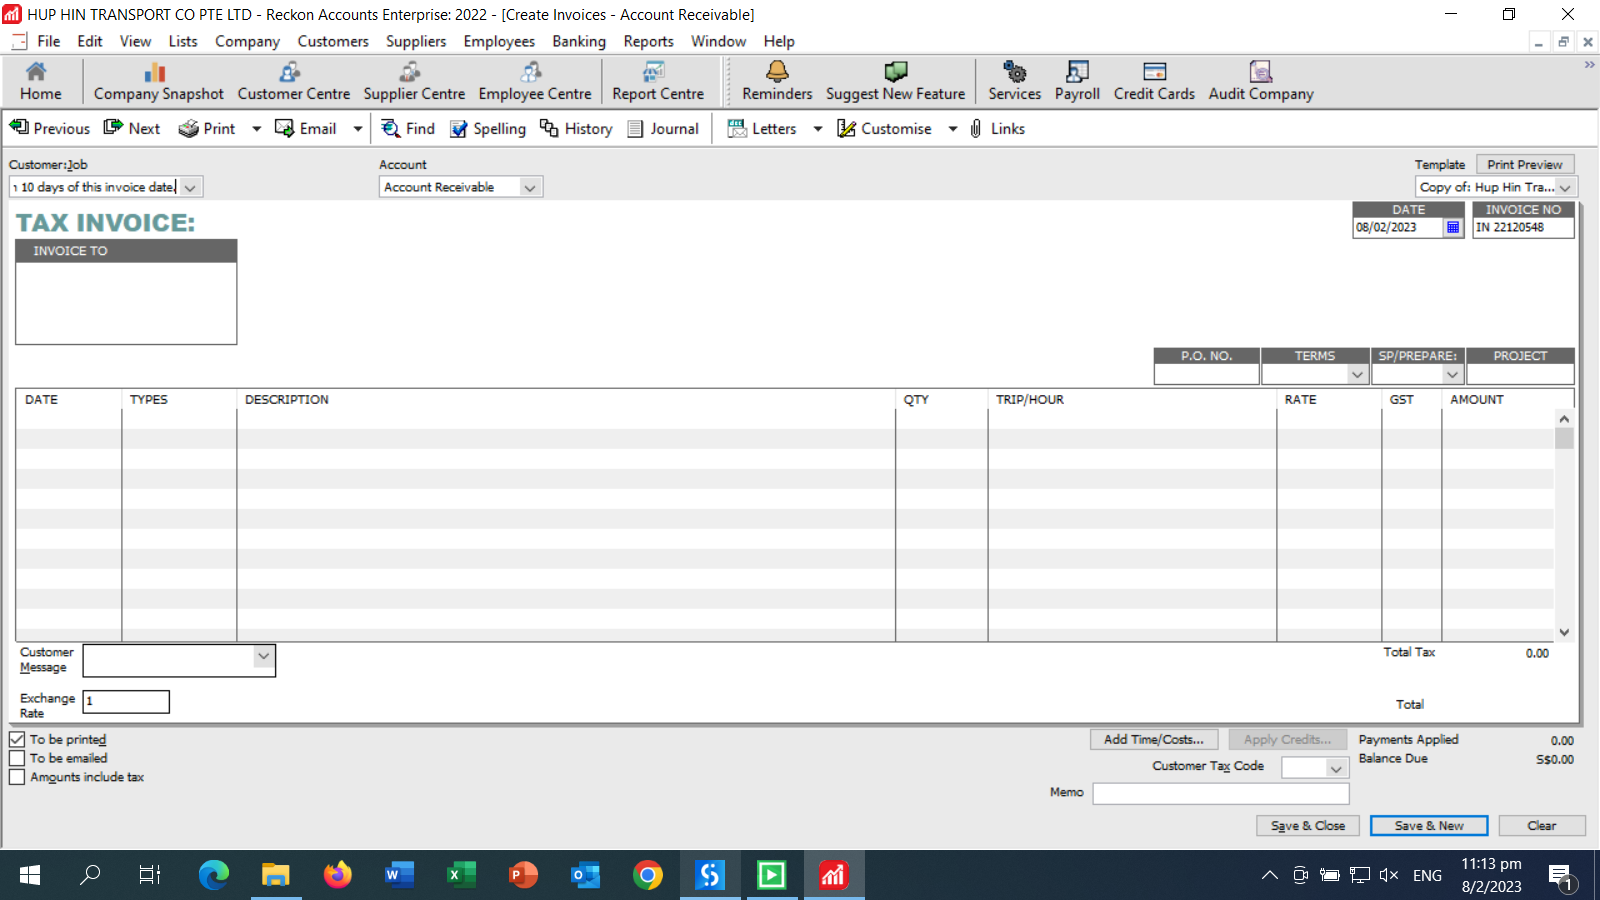 HUP HIN TRANSPORT CO PTE LTD - Reckon Accounts Enterprise: 2022 - [Create Invoices - Account Receivable]
File Edit View Lists Company Customers Suppliers Employees Banking Reports Window Help
Home Company Snapshot Customer Centre Supplier Centre Employee Centre Report Centre Reminders Suggest New Feature Services Payroll Credit Cards Audit Company
Previous Next Print Email Find Spelling History Journal Letters Customise Links
Customer:Job Account Template Print Preview
10 days of this invoice date. Account Receivable Copy of: Hup Hin Tra...
TAX INVOICE:
DATE INVOICE NO
08/02/2023 IN 22120548
INVOICE TO
P.O. NO. TERMS SP/PREPARE: PROJECT
DATE TYPES DESCRIPTION QTY TRIP/HOUR RATE GST AMOUNT
Customer Message
Total Tax 0.00
Exchange Rate 1
Total
To be printed Add Time/Costs... Apply Credits... Payments Applied 0.00
To be emailed Customer Tax Code Balance Due S$0.00
Amounts include tax
Memo
Save & Close Save & New Clear
ENG 11:13 pm
8/2/2023 1